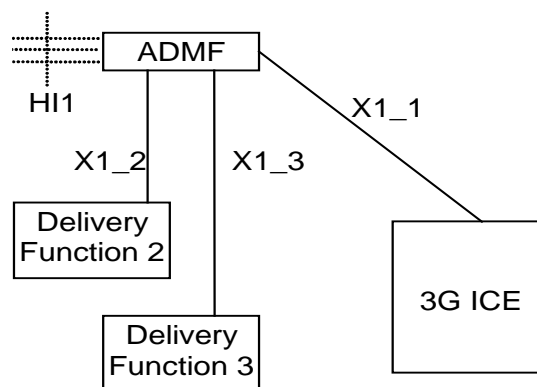 ADMF
HI1
X1_1
X1_2
X1_3
Delivery
Function 2
3G ICE
Delivery
Function 3